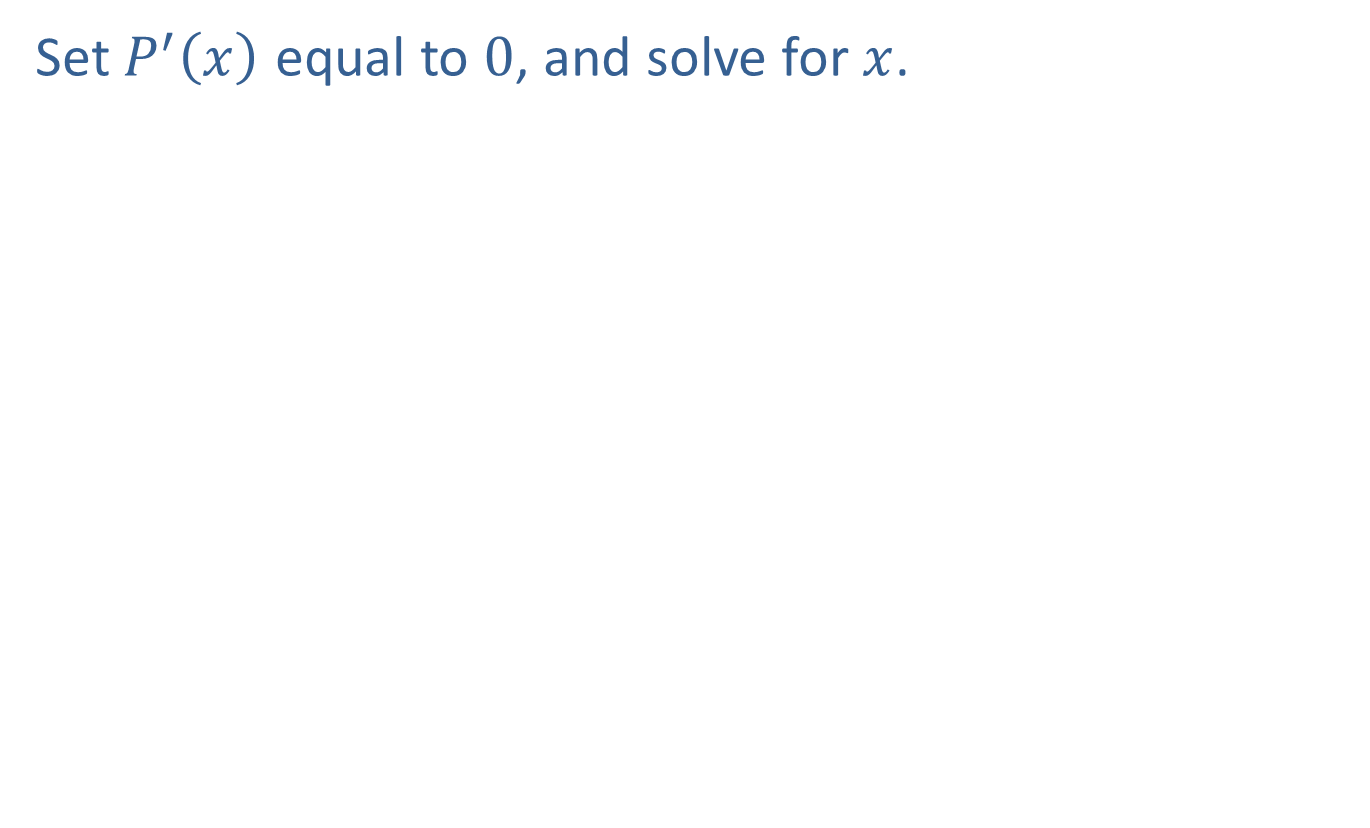 Set P′(x) equal to 0, and solve for x.